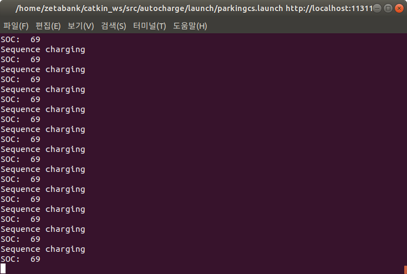 /home/zetabank/catkin_ws/src/autocharge/launch/parkingcs.launch http://localhost:11311
파일(F) 편집(E) 보기(V) 검색(S) 터미널(T) 도움말(H)
SOC:  69
Sequence charging
SOC:  69
Sequence charging
SOC:  69
Sequence charging
SOC:  69
Sequence charging
SOC:  69
Sequence charging
SOC:  69
Sequence charging
SOC:  69
Sequence charging
SOC:  69
Sequence charging
SOC:  69
Sequence charging
SOC:  69
Sequence charging
SOC:  69
Sequence charging
SOC:  69